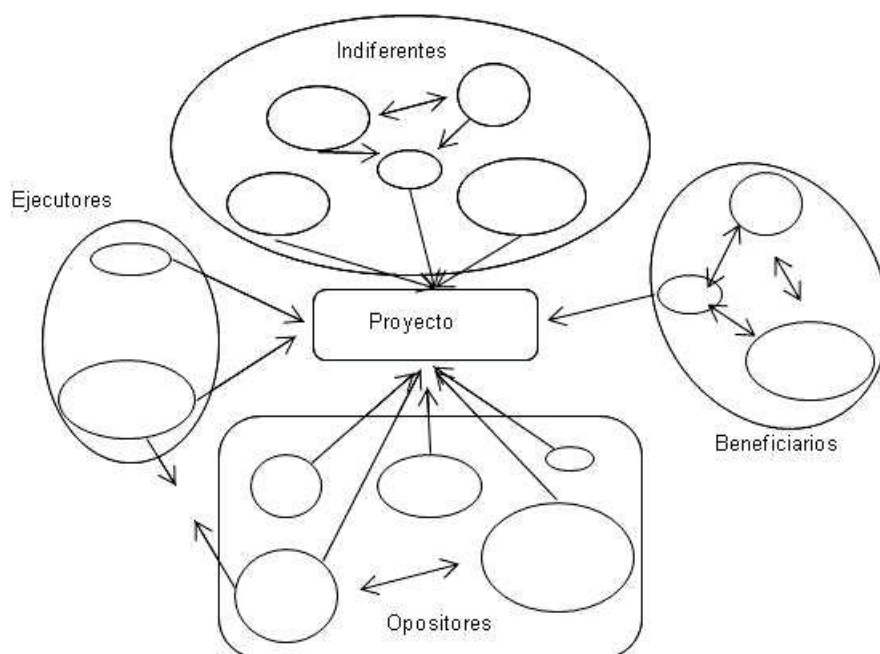 Indiferentes
Ejecutores
Proyecto
Beneficiarios
Opositores